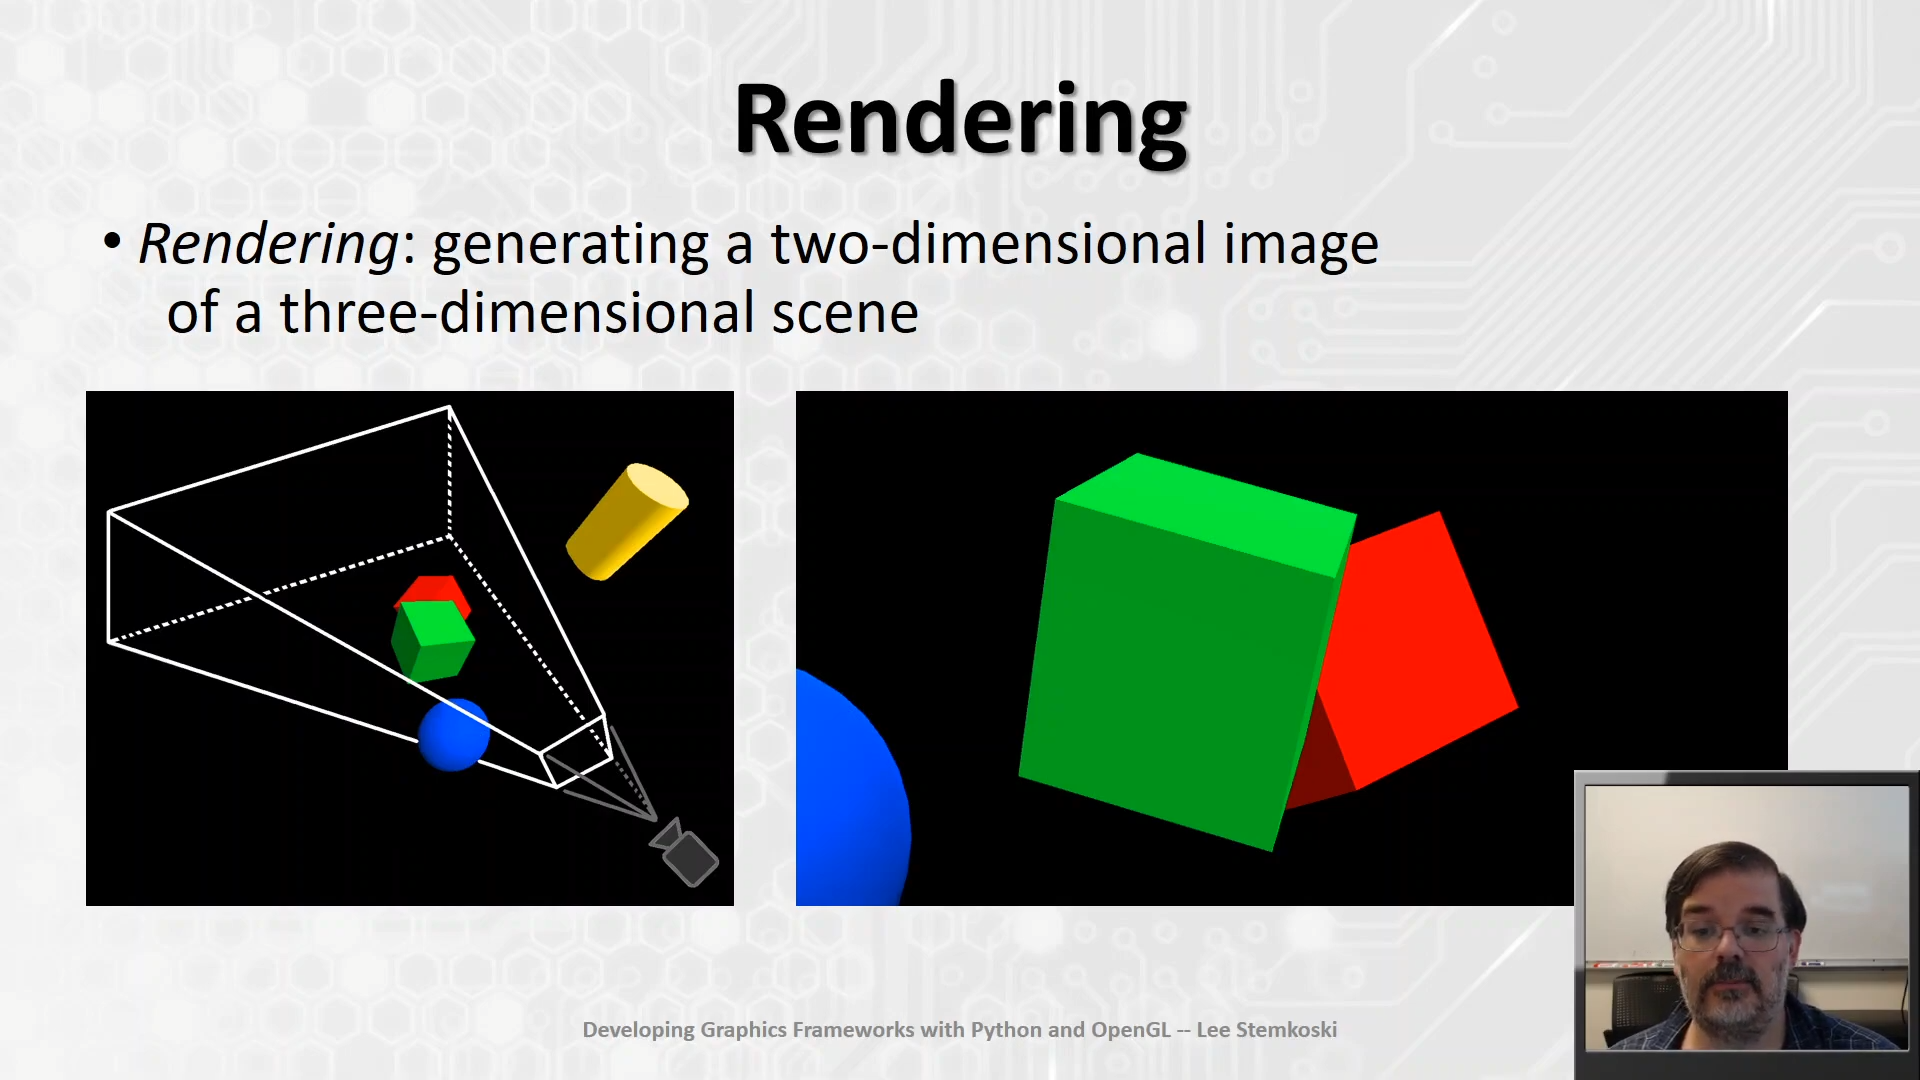 Rendering
• Rendering: generating a two-dimensional image
of a three-dimensional scene
Developing Graphics Frameworks with Python and OpenGL -- Lee Stemkoski